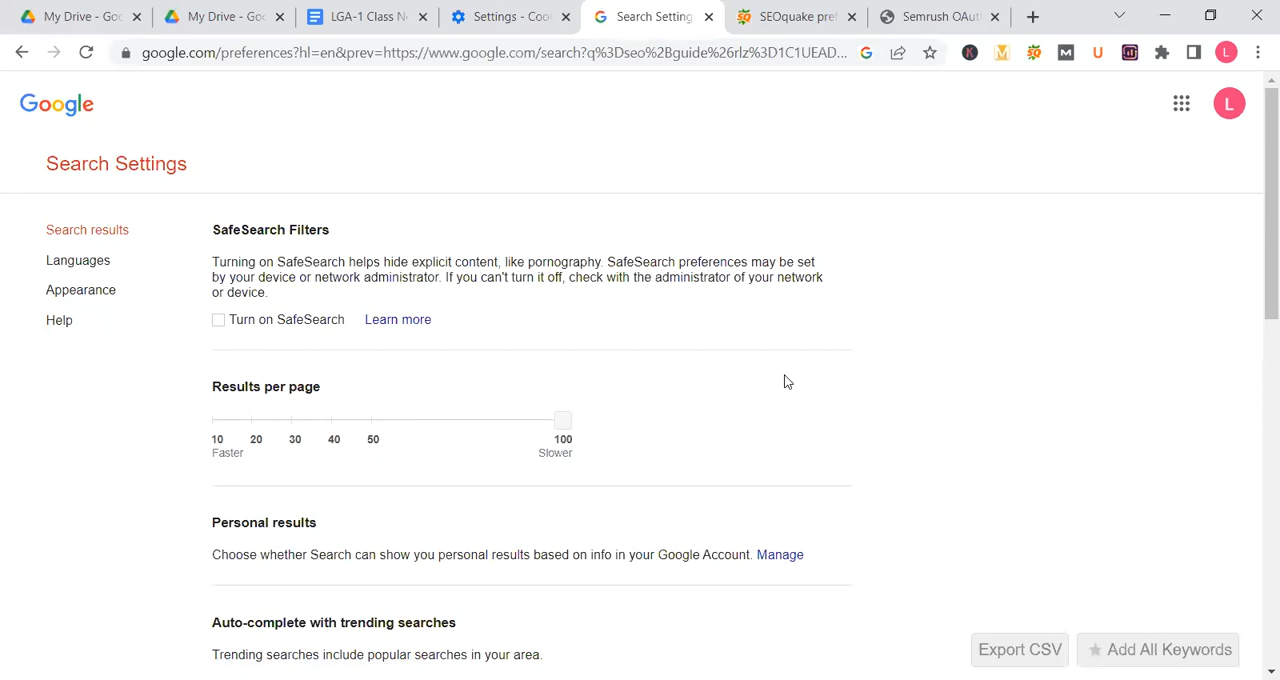 My Drive - Goo
My Drive - Goo
LGA-1 Class N
Settings - Coo
Search Setting
SEOquake pref
Semrush OAut
google.com/preferences?hl=en&prev=https://www.google.com/search?q%3Dseo%2Bguide%26rlz%3D1C1UEAD...
Google
L
Search Settings
Search results
Languages
Appearance
Help
SafeSearch Filters
Turning on SafeSearch helps hide explicit content, like pornography. SafeSearch preferences may be set
by your device or network administrator. If you can't turn it off, check with the administrator of your network
or device.
Turn on SafeSearch Learn more
Results per page
10 20 30 40 50 100
Faster Slower
Personal results
Choose whether Search can show you personal results based on info in your Google Account. Manage
Auto-complete with trending searches
Trending searches include popular searches in your area.
Export CSV
Add All Keywords